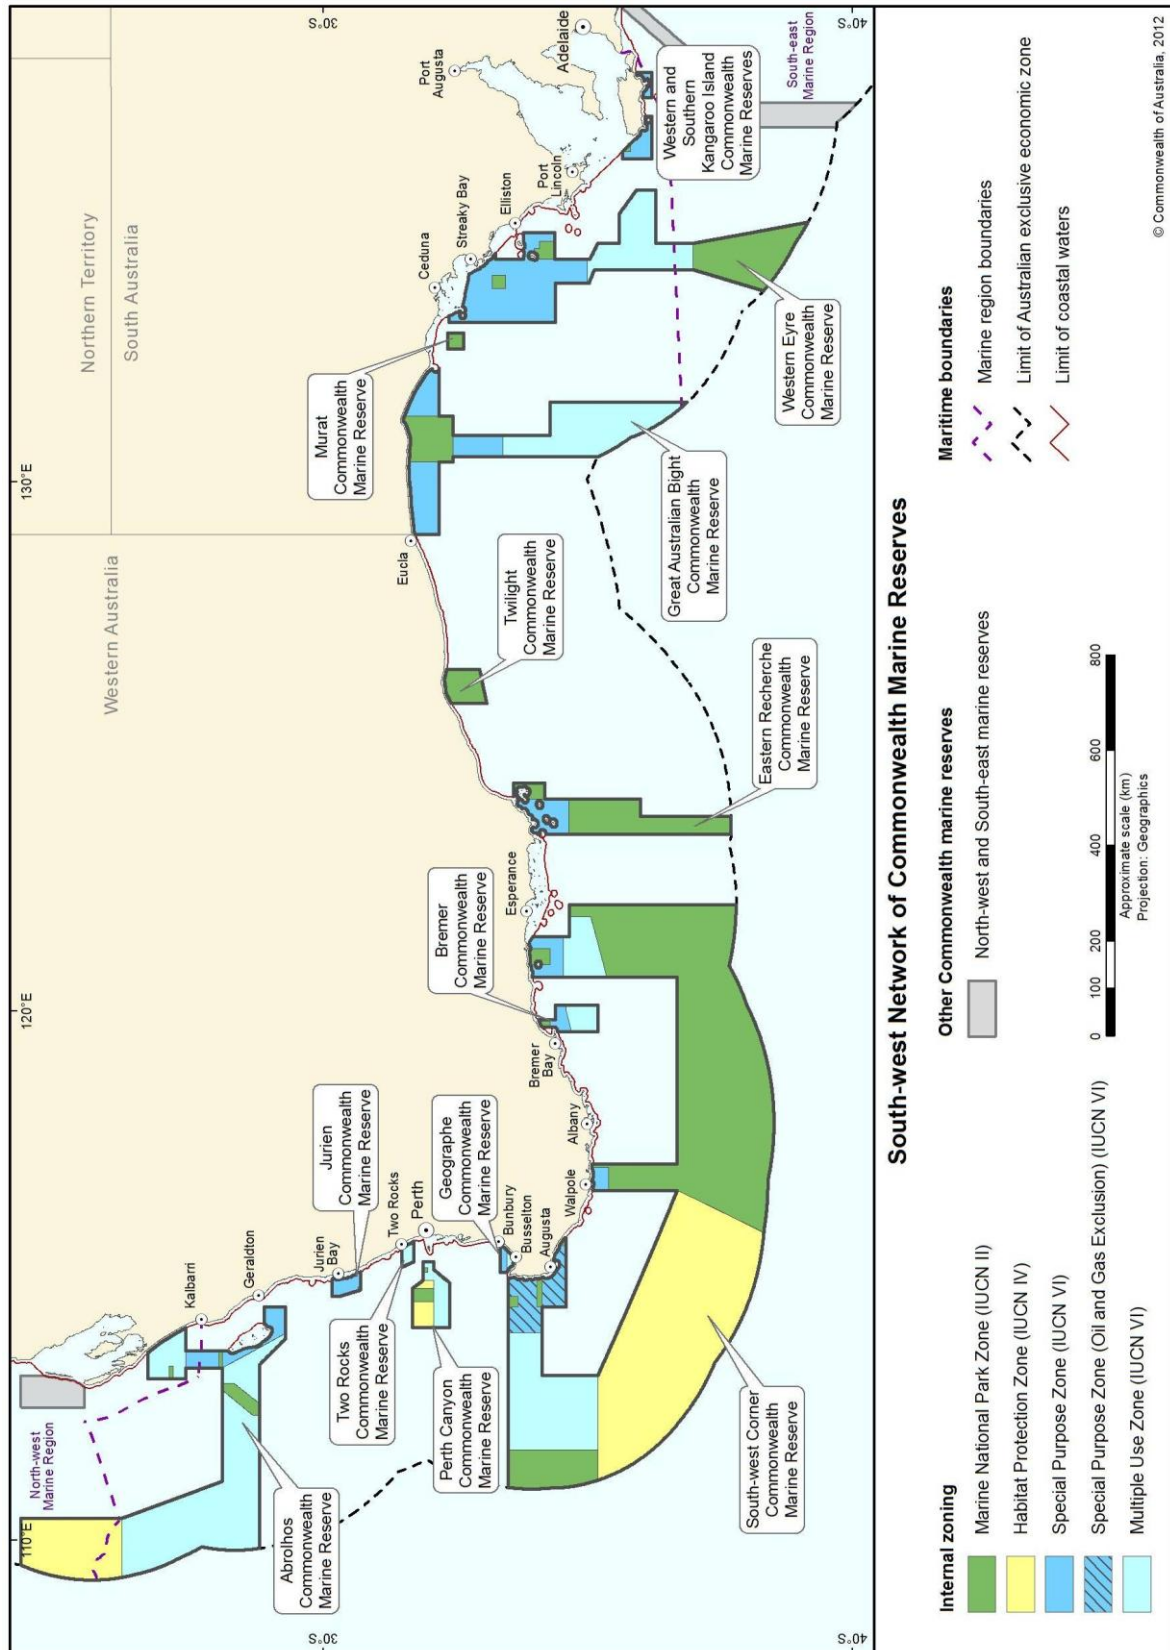 110°E
120°E
130°E
30°S
30°S
40°S
40°S
Northern Territory
South Australia
Western Australia
North-west
Marine Region
South-east
Marine Region
Kalbarri
Geraldton
Jurien
Bay
Two Rocks
Perth
Bunbury
Busselton
Augusta
Walpole
Albany
Bremer
Bay
Esperance
Eucla
Ceduna
Streaky Bay
Elliston
Port
Lincoln
Port
Augusta
Adelaide
Abrolhos
Commonwealth
Marine Reserve
Jurien
Commonwealth
Marine Reserve
Two Rocks
Commonwealth
Marine Reserve
Perth Canyon
Commonwealth
Marine Reserve
Geographe
Commonwealth
Marine Reserve
South-west Corner
Commonwealth
Marine Reserve
Bremer
Commonwealth
Marine Reserve
Eastern Recherche
Commonwealth
Marine Reserve
Twilight
Commonwealth
Marine Reserve
Great Australian Bight
Commonwealth
Marine Reserve
Murat
Commonwealth
Marine Reserve
Western Eyre
Commonwealth
Marine Reserve
Western and
Southern
Kangaroo Island
Commonwealth
Marine Reserves
South-west Network of Commonwealth Marine Reserves
Internal zoning
Marine National Park Zone (IUCN II)
Habitat Protection Zone (IUCN IV)
Special Purpose Zone (IUCN VI)
Special Purpose Zone (Oil and Gas Exclusion) (IUCN VI)
Multiple Use Zone (IUCN VI)
Other Commonwealth marine reserves
North-west and South-east marine reserves
0 100 200 400 600 800
Approximate scale (km)
Projection: Geographics
Maritime boundaries
Marine region boundaries
Limit of Australian exclusive economic zone
Limit of coastal waters
© Commonwealth of Australia, 2012